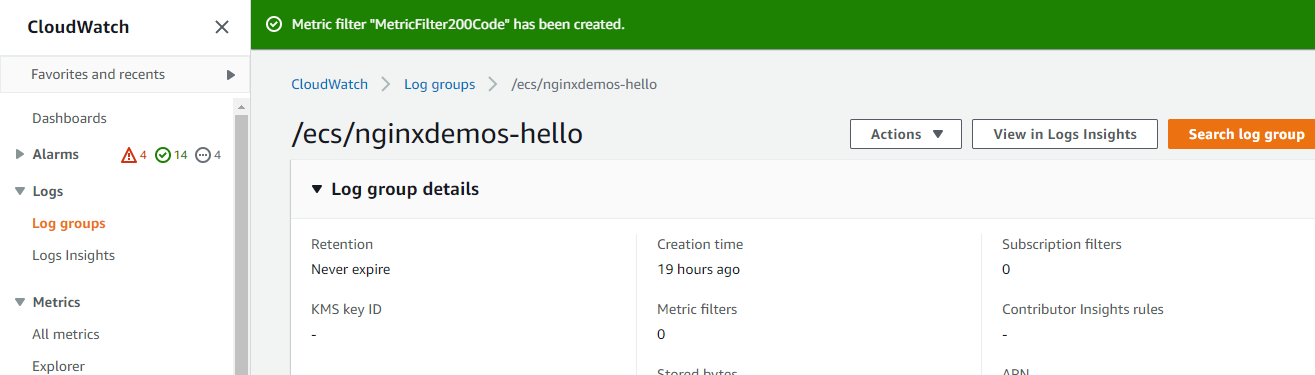 CloudWatch
Metric filter "MetricFilter200Code" has been created.
Favorites and recents
Dashboards
Alarms 4 14 4
Logs
Log groups
Logs Insights
Metrics
All metrics
Explorer
CloudWatch Log groups /ecs/nginxdemos-hello
/ecs/nginxdemos-hello
Actions View in Logs Insights Search log group
Log group details
Retention
Never expire
KMS key ID
-
Creation time
19 hours ago
Metric filters
0
Stored bytes
Subscription filters
0
Contributor Insights rules
-
ARN